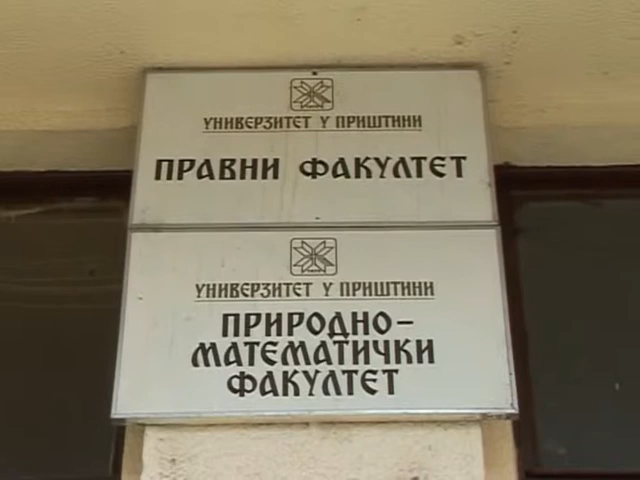 УНИВЕРЗИТЕТ У ПРИШТИНИ
ПРАВНИ ФАКУЛТЕТ
УНИВЕРЗИТЕТ У ПРИШТИНИ
ПРИРОДНО-
МАТЕМАТИЧКИ
ФАКУЛТЕТ